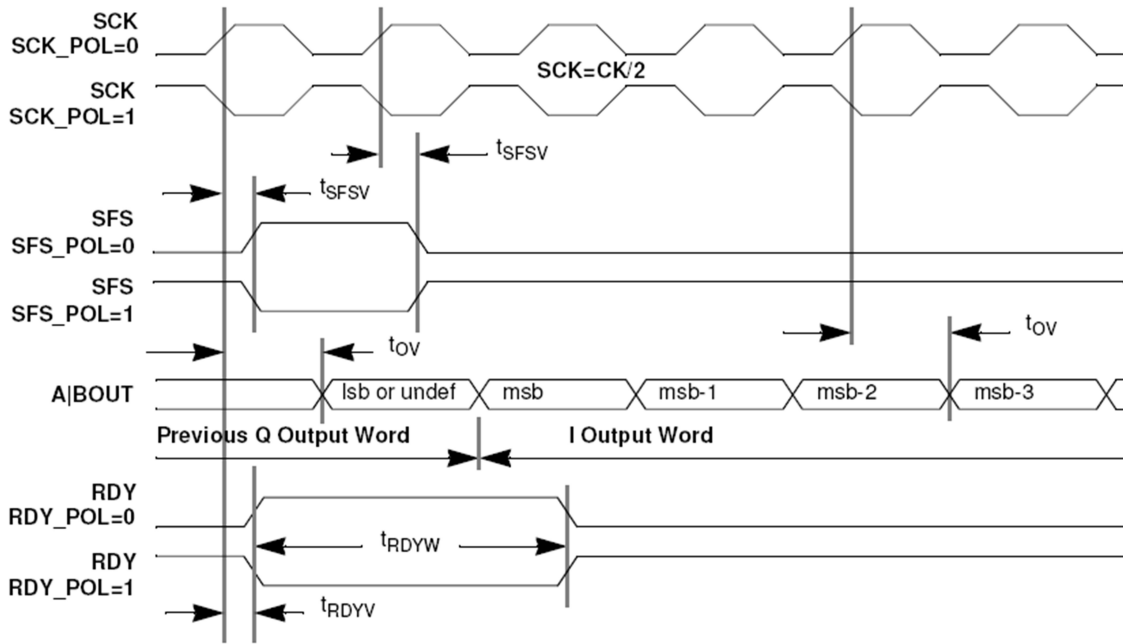 SCK
SCK_POL=0
SCK=CK/2
SCK
SCK_POL=1
tSFSV
tSFSV
SFS
SFS_POL=0
SFS
SFS_POL=1
tOV
tOV
A|BOUT
lsb or undef
msb
msb-1
msb-2
msb-3
Previous Q Output Word
I Output Word
RDY
RDY_POL=0
tRDYW
RDY
RDY_POL=1
tRDYV